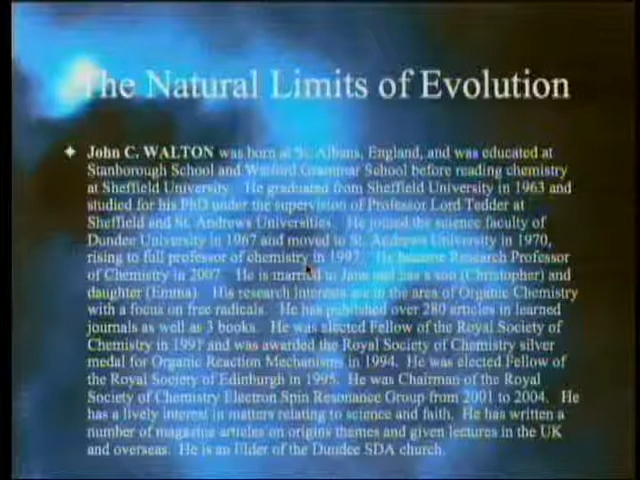 The Natural Limits of Evolution
John C. WALTON was born at St. Albans, England, and was educated at
Stanborough School and Watford Grammar School before reading chemistry
at Sheffield University. He graduated from Sheffield University in 1963 and
studied for his PhD under the supervision of Professor Lord Tedder at
Sheffield and St. Andrews Universities. He joined the science faculty of
Dundee University in 1967 and moved to St. Andrews University in 1970,
rising to full professor of chemistry in 1997. He became Research Professor
of Chemistry in 2007. He is married to Jane and has a son (Christopher) and
daughter (Emma). His research interests are in the area of Organic Chemistry
with a focus on free radicals. He has published over 280 articles in learned
journals as well as 3 books. He was elected Fellow of the Royal Society of
Chemistry in 1991 and was awarded the Royal Society of Chemistry silver
medal for Organic Reaction Mechanisms in 1994. He was elected Fellow of
the Royal Society of Edinburgh in 1995. He was Chairman of the Royal
Society of Chemistry Electron Spin Resonance Group from 2001 to 2004. He
has a lively interest in matters relating to science and faith. He has written a
number of magazine articles on origins themes and given lectures in the UK
and overseas. He is an Elder of the Dundee SDA church.